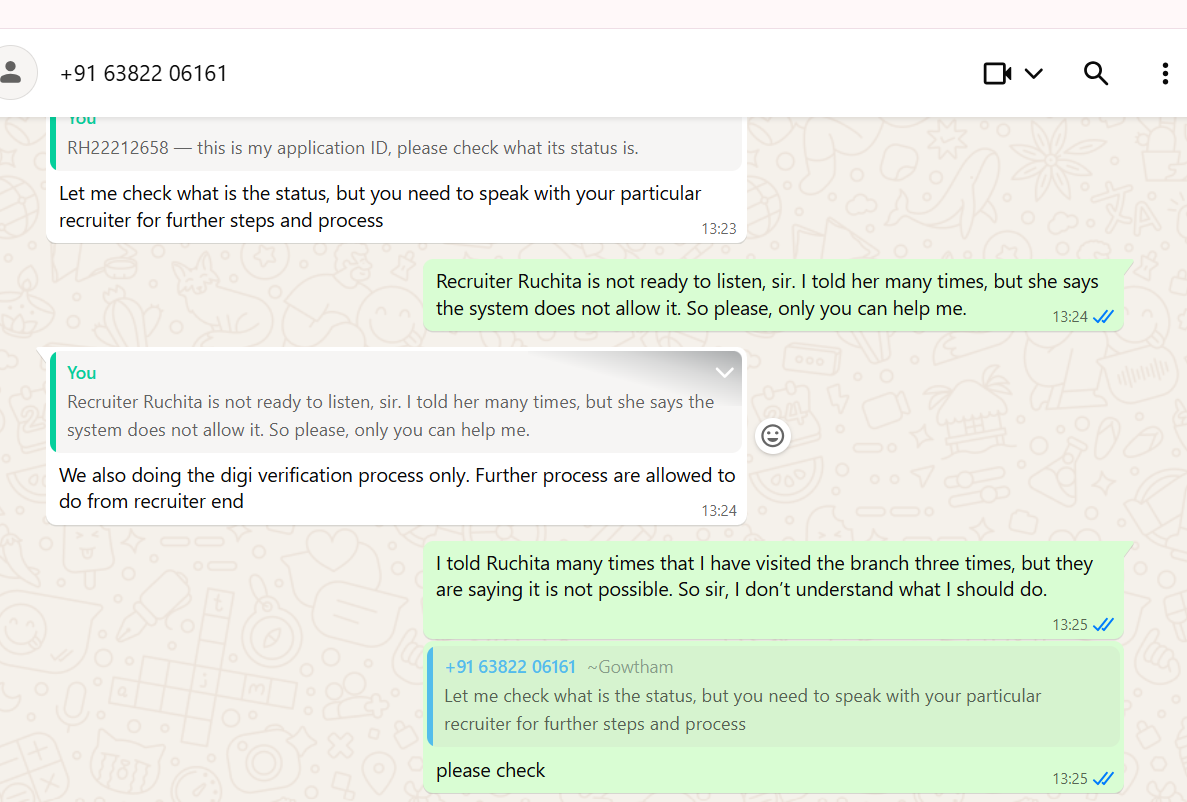 +91 63822 06161
You
RH22212658 — this is my application ID, please check what its status is.
Let me check what is the status, but you need to speak with your particular
recruiter for further steps and process
13:23
Recruiter Ruchita is not ready to listen, sir. I told her many times, but she says
the system does not allow it. So please, only you can help me.
13:24
You
Recruiter Ruchita is not ready to listen, sir. I told her many times, but she says the
system does not allow it. So please, only you can help me.
We also doing the digi verification process only. Further process are allowed to
do from recruiter end
13:24
I told Ruchita many times that I have visited the branch three times, but they
are saying it is not possible. So sir, I don’t understand what I should do.
13:25
+91 63822 06161 ~Gowtham
Let me check what is the status, but you need to speak with your particular
recruiter for further steps and process
please check
13:25